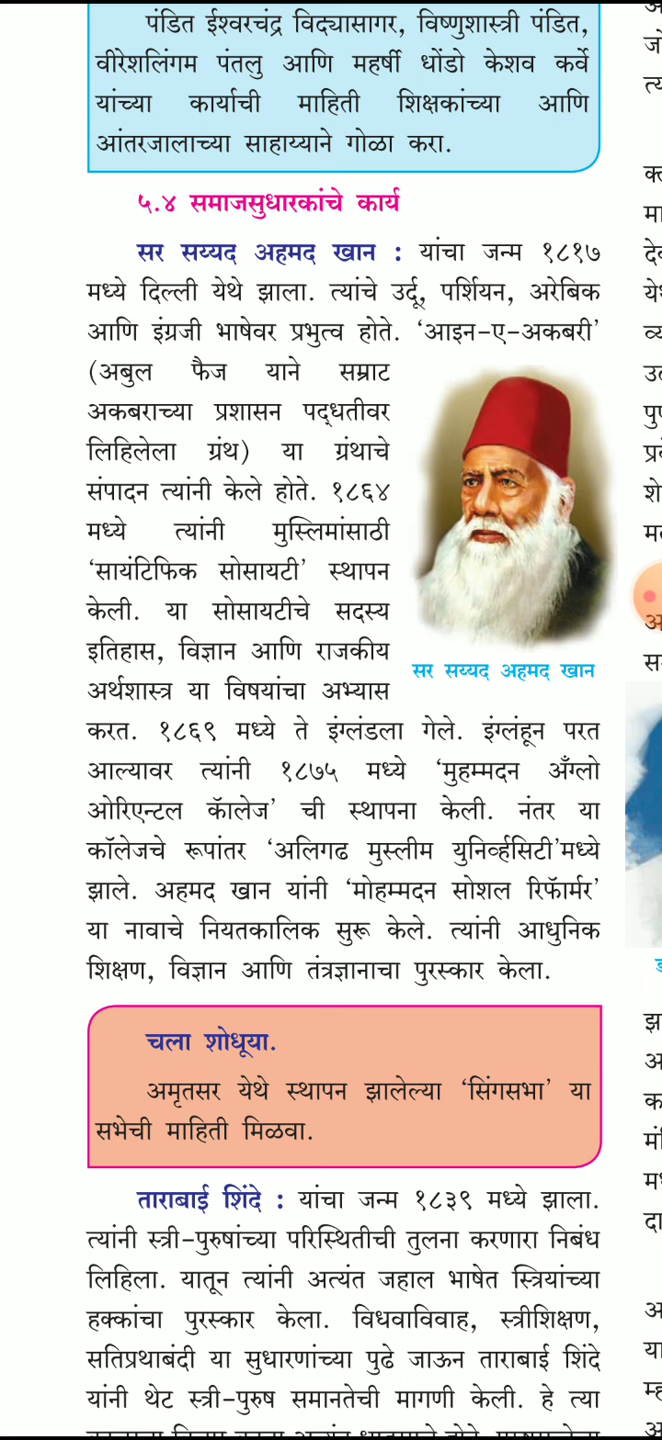 पंडित ईश्वरचंद्र विद्यासागर, विष्णुशास्त्री पंडित,
वीरेशलिंगम पंतलु आणि महर्षी धोंडो केशव कर्वे
यांच्या कार्याची माहिती शिक्षकांच्या आणि
आंतरजालाच्या साहाय्याने गोळा करा.
५.४ समाजसुधारकांचे कार्य
सर सय्यद अहमद खान : यांचा जन्म १८१७
मध्ये दिल्ली येथे झाला. त्यांचे उर्दू, पर्शियन, अरेबिक
आणि इंग्रजी भाषेवर प्रभुत्व होते. ‘आइन-ए-अकबरी’
(अबुल फैज याने सम्राट
अकबराच्या प्रशासन पद्धतीवर
लिहिलेला ग्रंथ) या ग्रंथाचे
संपादन त्यांनी केले होते. १८६४
मध्ये त्यांनी मुस्लिमांसाठी
‘सायंटिफिक सोसायटी’ स्थापन
केली. या सोसायटीचे सदस्य
इतिहास, विज्ञान आणि राजकीय
अर्थशास्त्र या विषयांचा अभ्यास
सर सय्यद अहमद खान
करत. १८६९ मध्ये ते इंग्लंडला गेले. इंग्लंहून परत
आल्यावर त्यांनी १८७५ मध्ये ‘मुहम्मदन अँग्लो
ओरिएन्टल कॅालेज’ ची स्थापना केली. नंतर या
कॉलेजचे रूपांतर ‘अलिगढ मुस्लीम युनिर्व्हसिटी’मध्ये
झाले. अहमद खान यांनी ‘मोहम्मदन सोशल रिफॅार्मर’
या नावाचे नियतकालिक सुरू केले. त्यांनी आधुनिक
शिक्षण, विज्ञान आणि तंत्रज्ञानाचा पुरस्कार केला.
चला शोधूया.
अमृतसर येथे स्थापन झालेल्या ‘सिंगसभा’ या
सभेची माहिती मिळवा.
ताराबाई शिंदे : यांचा जन्म १८३९ मध्ये झाला.
त्यांनी स्त्री-पुरुषांच्या परिस्थितीची तुलना करणारा निबंध
लिहिला. यातून त्यांनी अत्यंत जहाल भाषेत स्त्रियांच्या
हक्कांचा पुरस्कार केला. विधवाविवाह, स्त्रीशिक्षण,
सतिप्रथाबंदी या सुधारणांच्या पुढे जाऊन ताराबाई शिंदे
यांनी थेट स्त्री-पुरुष समानतेची मागणी केली. हे त्या